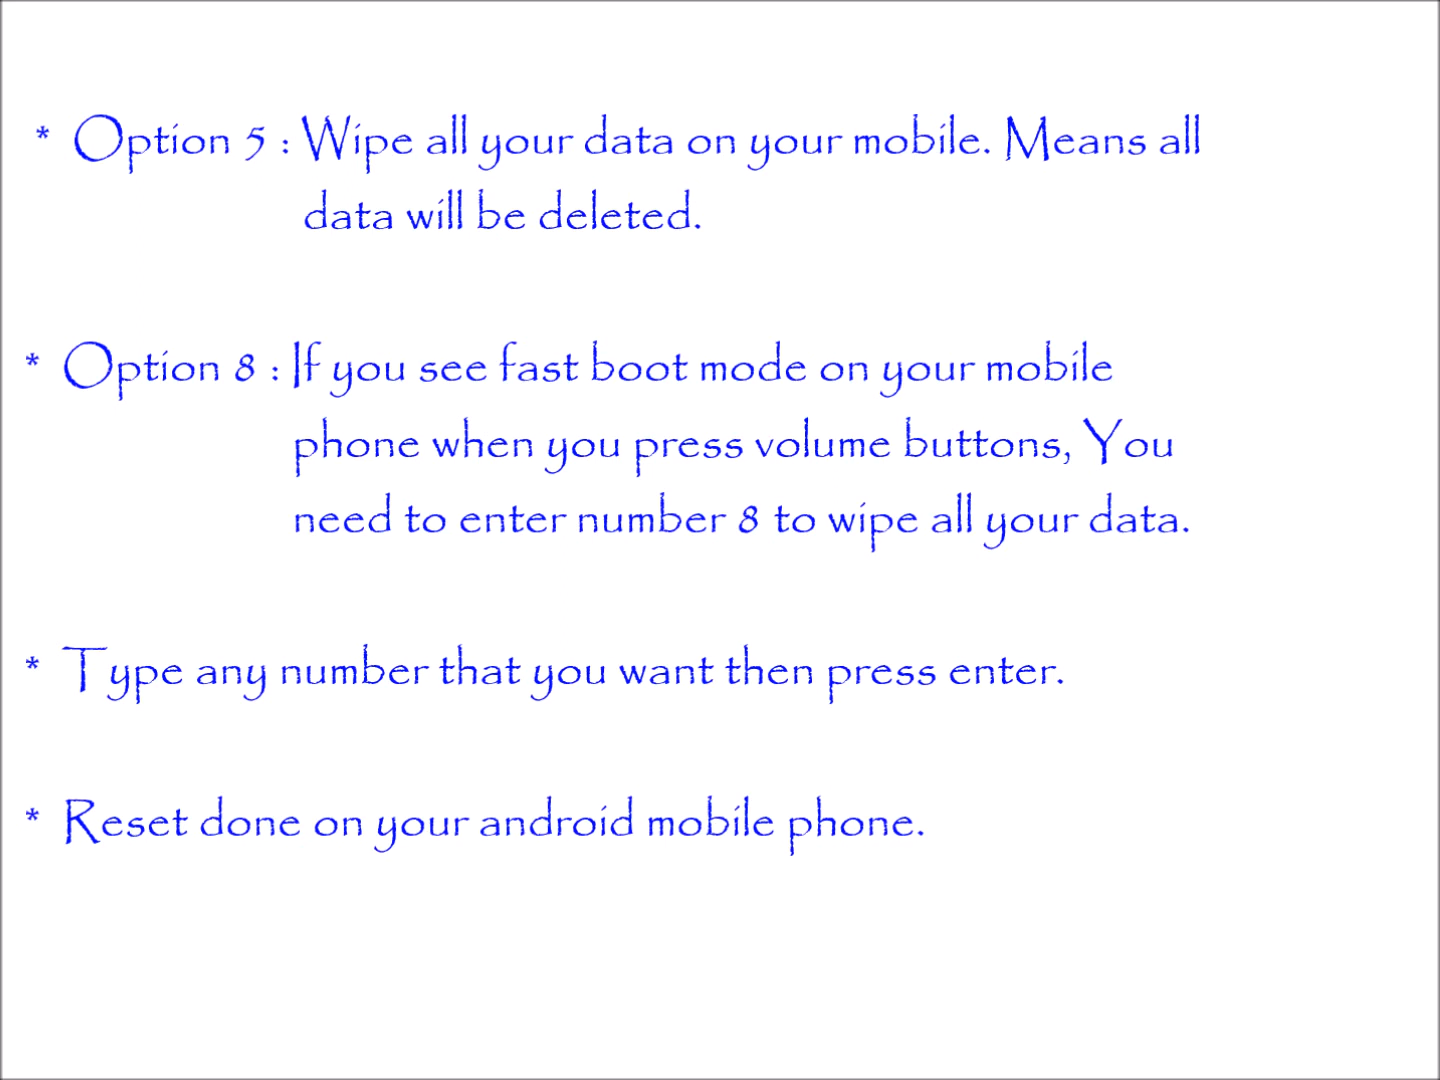 * Option 5 : Wipe all your data on your mobile. Means all
data will be deleted.
* Option 8 : If you see fast boot mode on your mobile
phone when you press volume buttons, You
need to enter number 8 to wipe all your data.
* Type any number that you want then press enter.
* Reset done on your android mobile phone.